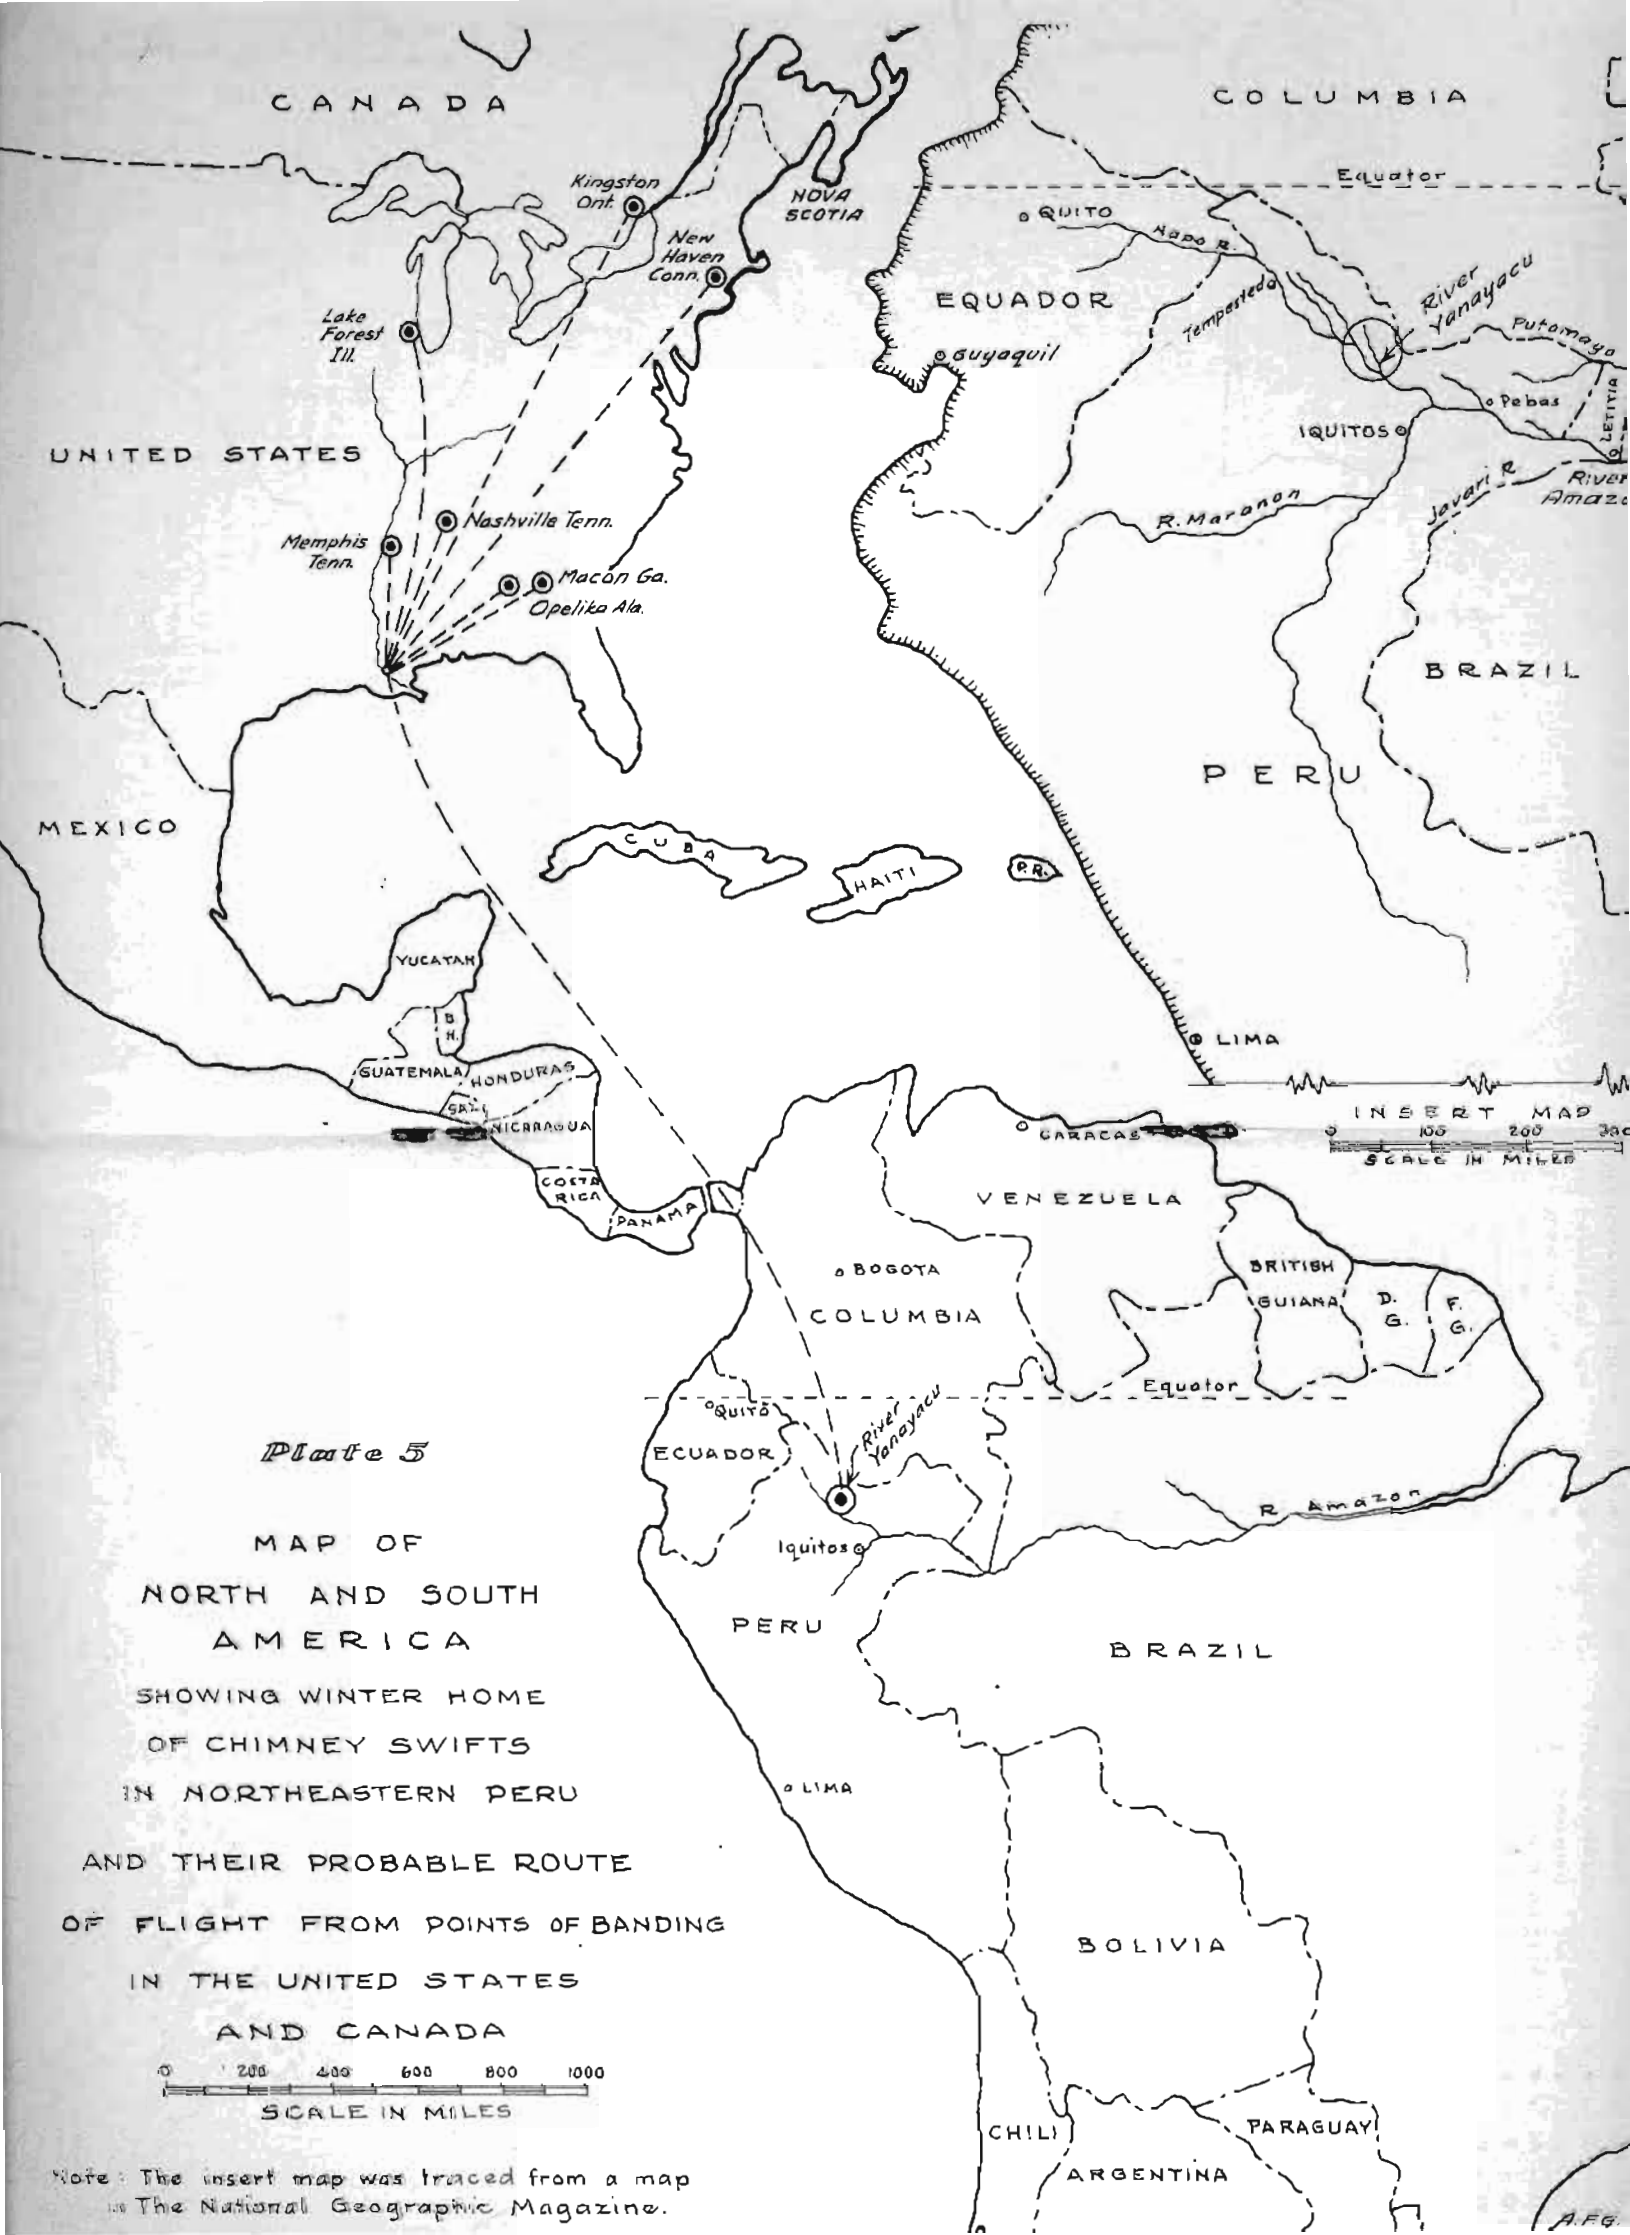 CANADA
COLUMBIA
Equator
Kingston
Ont.
NOVA
SCOTIA
QUITO
Napo R.
New
Haven
Conn.
River
Yanayacu
EQUADOR
Tempestedo
Putomayo
Lake
Forest
Ill.
Guyaquil
Pebas
LETITIA
IQUITOS
UNITED STATES
River
Javari R
R. Maranon
Nashville Tenn.
Memphis
Tenn.
Macon Ga.
Opelika Ala.
BRAZIL
PERU
MEXICO
CUBA
HAITI
P.R.
YUCATAN
B.
H.
LIMA
GUATEMALA
HONDURAS
SAL.
NICARAGUA
INSERT MAP
0 100 200 300
SCALE IN MILES
CARACAS
COSTA
RICA
PANAMA
VENEZUELA
BOGOTA
COLUMBIA
BRITISH
GUIANA
D.
G.
F.
G.
Equator
QUITO
River
Yanayacu
ECUADOR
R. Amazon
Iquitos
PERU
BRAZIL
LIMA
BOLIVIA
CHILI
PARAGUAY
ARGENTINA
Plate 5
MAP OF
NORTH AND SOUTH
AMERICA
SHOWING WINTER HOME
OF CHIMNEY SWIFTS
IN NORTHEASTERN PERU
AND THEIR PROBABLE ROUTE
OF FLIGHT FROM POINTS OF BANDING
IN THE UNITED STATES
AND CANADA
0 200 400 600 800 1000
SCALE IN MILES
Note: The insert map was traced from a map
in The National Geographic Magazine.
A.F.G.